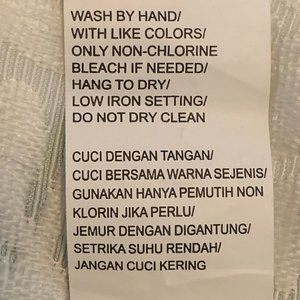 WASH BY HAND/
WITH LIKE COLORS/
ONLY NON-CHLORINE
BLEACH IF NEEDED/
HANG TO DRY/
LOW IRON SETTING/
DO NOT DRY CLEAN
CUCI DENGAN TANGAN/
CUCI BERSAMA WARNA SEJENIS/
GUNAKAN HANYA PEMUTIH NON
KLORIN JIKA PERLU/
JEMUR DENGAN DIGANTUNG/
SETRIKA SUHU RENDAH/
JANGAN CUCI KERING